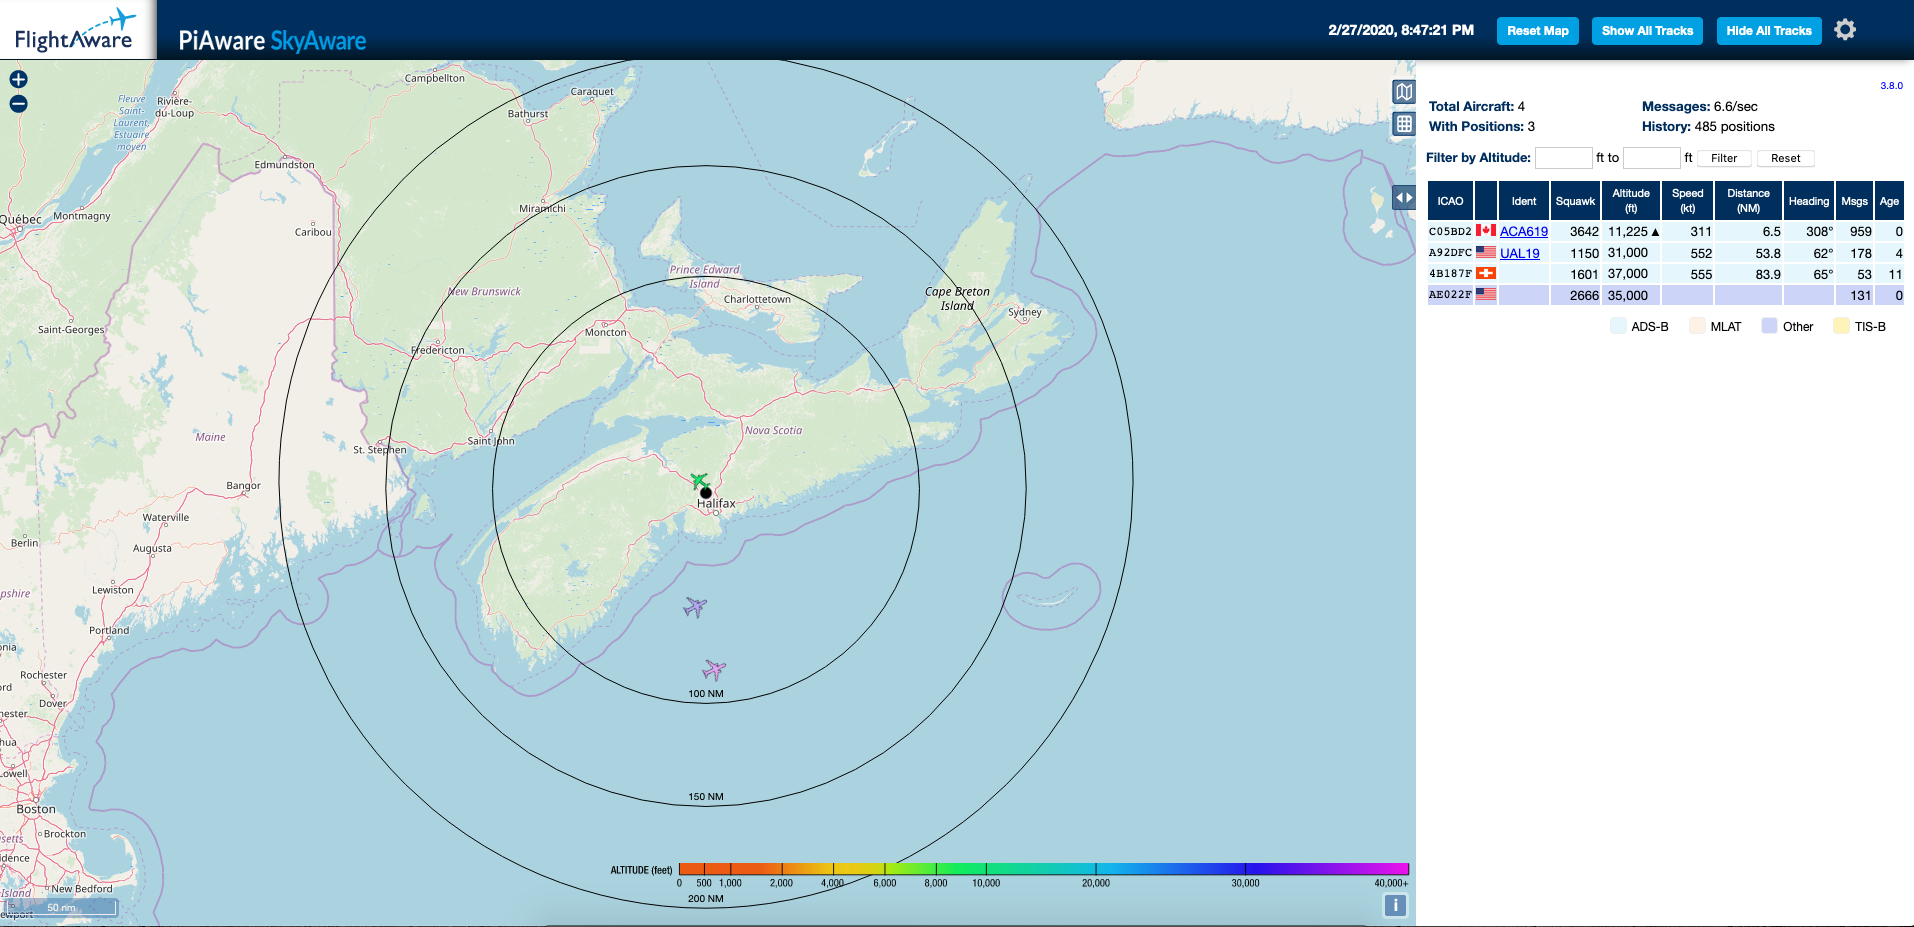 FlightAware
PiAware SkyAware
2/27/2020, 8:47:21 PM
Reset Map
Show All Tracks
Hide All Tracks
3.8.0
Total Aircraft: 4
Messages: 6.6/sec
With Positions: 3
History: 485 positions
Filter by Altitude: ft to ft Filter Reset
ICAO Ident Squawk Altitude (ft) Speed (kt) Distance (NM) Heading Msgs Age
C05BD2 ACA619 3642 11,225 ▲ 311 6.5 308° 959 0
A92DFC UAL19 1150 31,000 552 53.8 62° 178 4
4B187F 1601 37,000 555 83.9 65° 53 11
AE022F 2666 35,000 131 0
ADS-B MLAT Other TIS-B
Campbellton
Caraquet
Bathurst
Fleuve
Saint-
Laurent,
Estuaire
moyen
Rivière-
du-Loup
Edmundston
Québec
Montmagny
Caribou
Miramichi
Prince Edward
Island
Charlottetown
New Brunswick
Cape Breton
Island
Sydney
Saint-Georges
Moncton
Fredericton
Maine
Saint John
Nova Scotia
St. Stephen
Bangor
Halifax
Waterville
Berlin
Augusta
Lewiston
pshire
Portland
onia
Rochester
ord
Dover
hester
hua
Lowell
Boston
Brockton
setts
idence
New Bedford
Island
ewport
50 nm
100 NM
150 NM
200 NM
ALTITUDE (feet)
0 500 1,000 2,000 4,000 6,000 8,000 10,000 20,000 30,000 40,000+
i